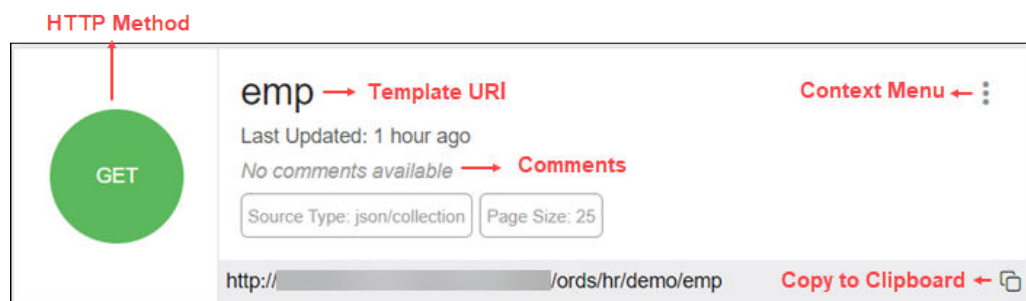 HTTP Method
emp Template URI Context Menu
Last Updated: 1 hour ago
No comments available Comments
GET
Source Type: json/collection Page Size: 25
http:// /ords/hr/demo/emp Copy to Clipboard